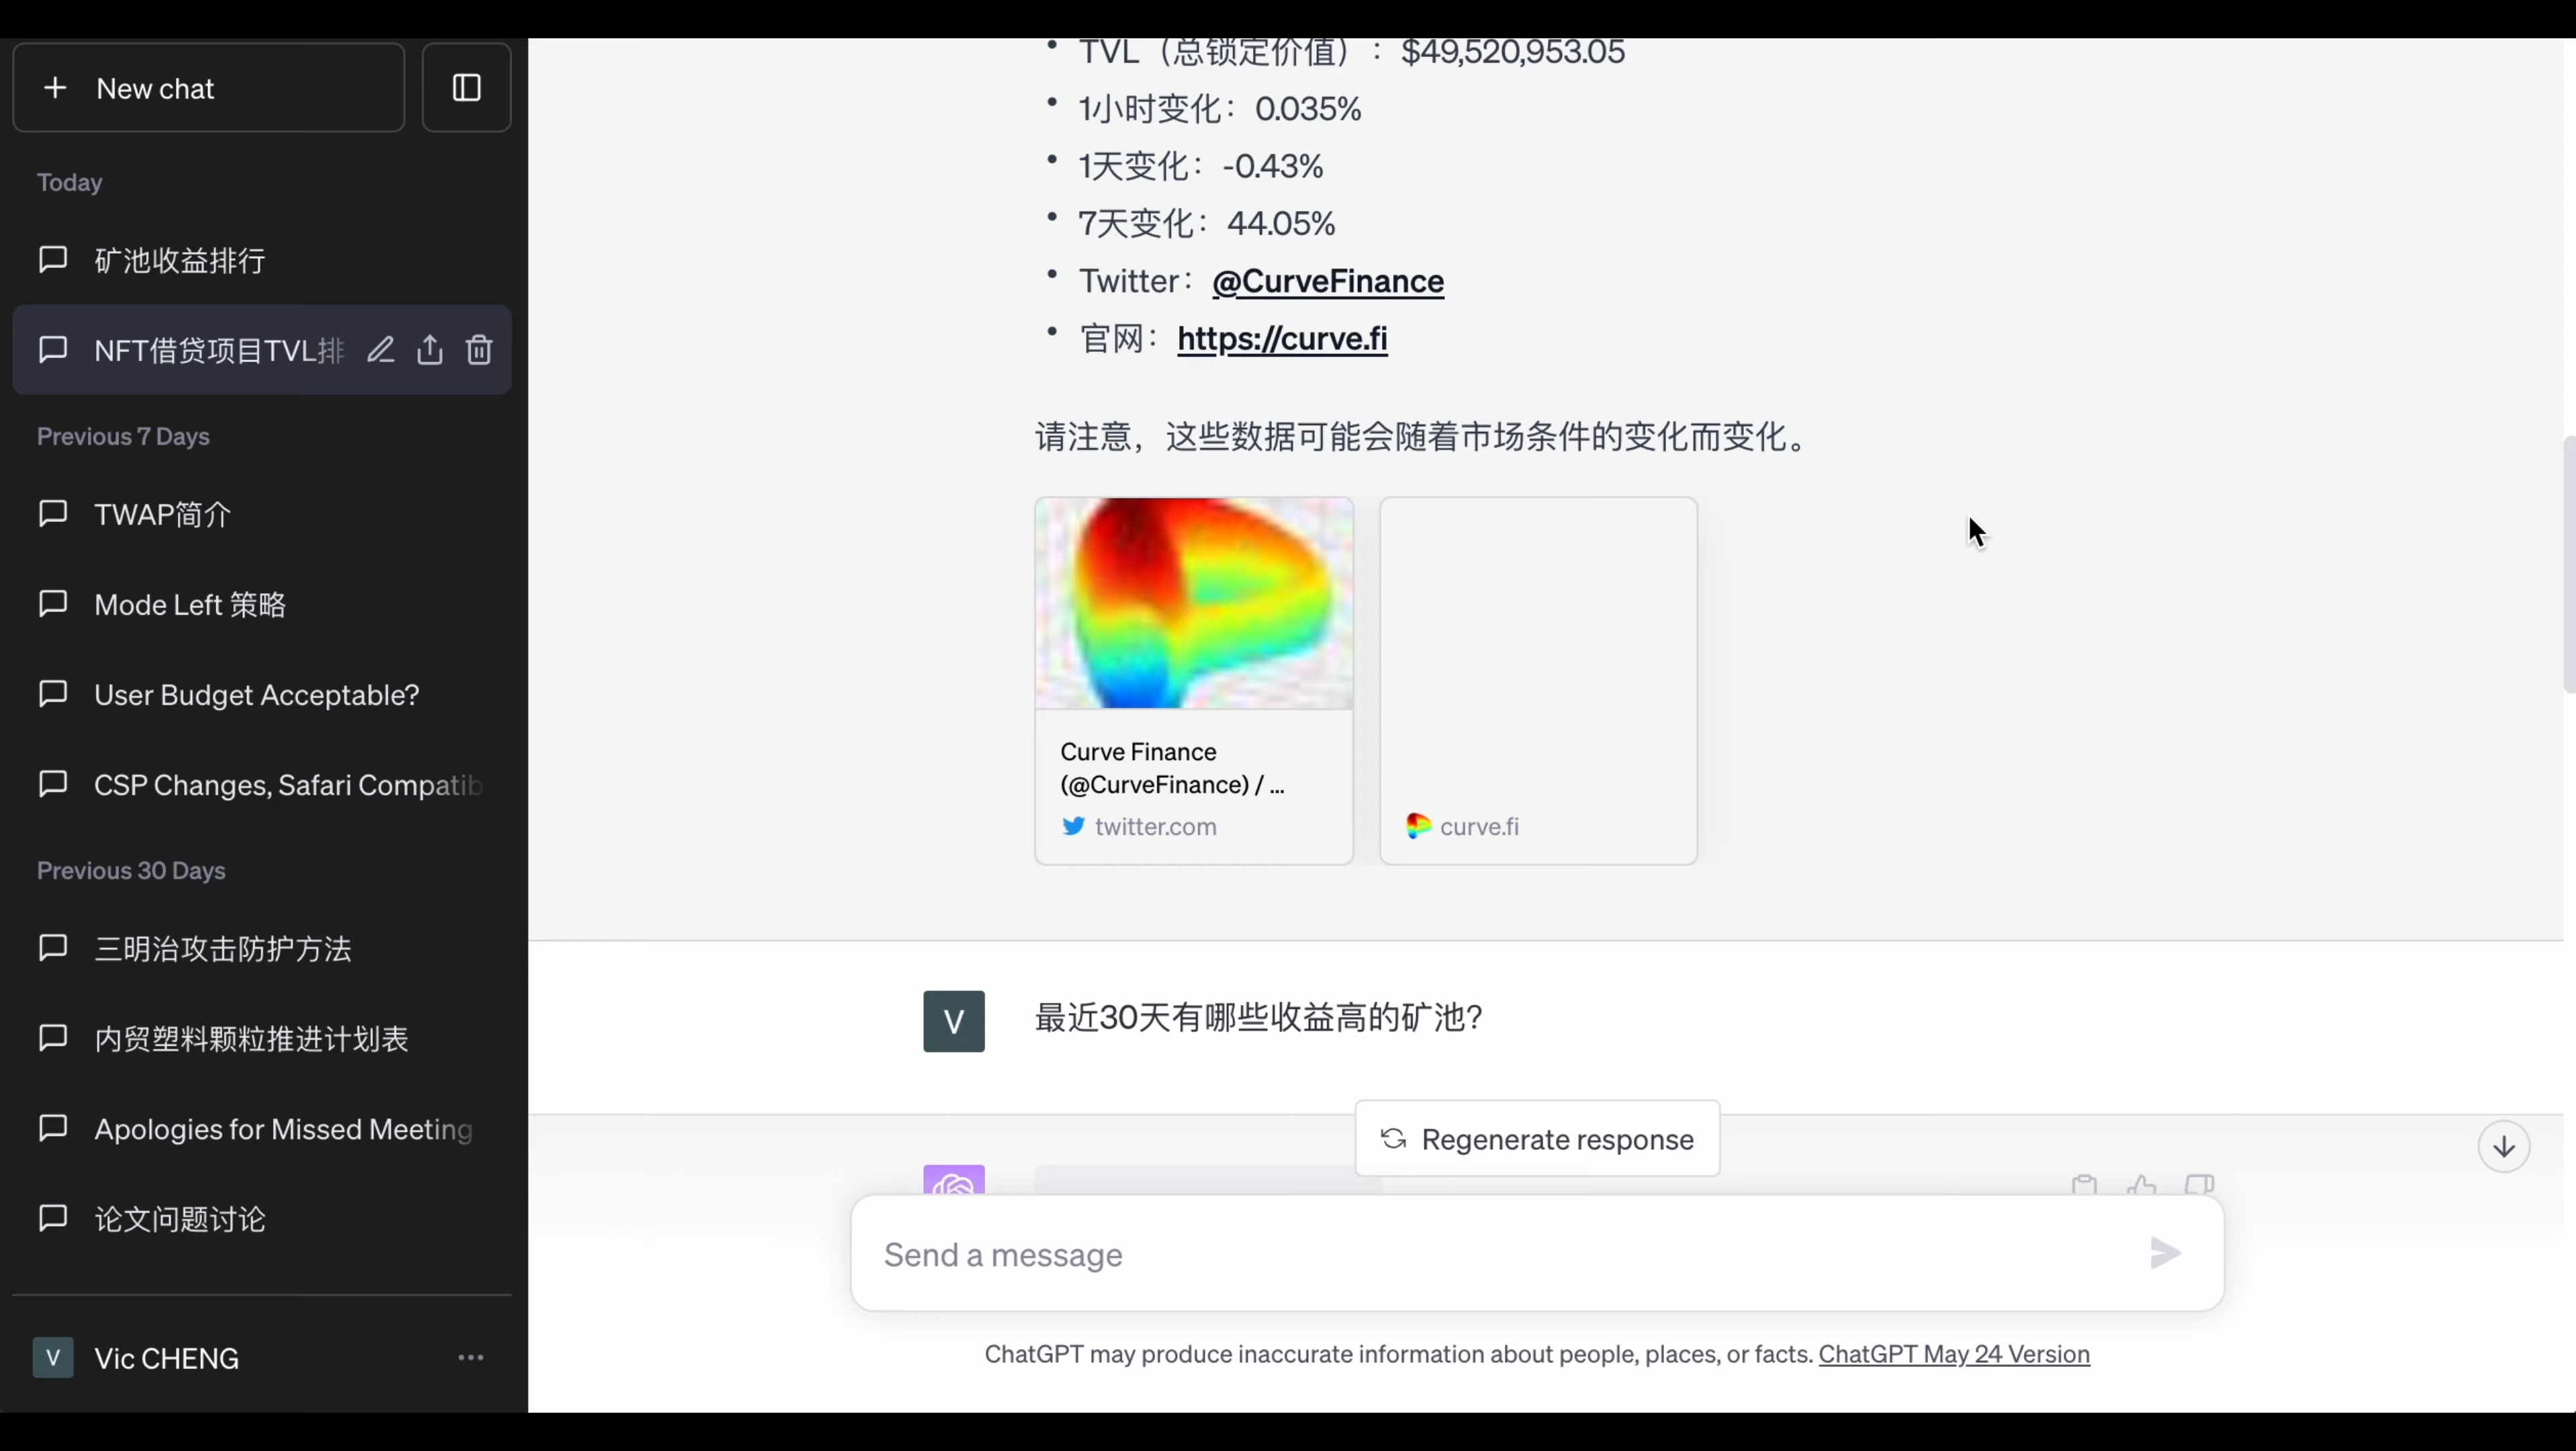 New chat
Today
矿池收益排行
NFT借贷项目TVL排
Previous 7 Days
TWAP简介
Mode Left 策略
User Budget Acceptable?
CSP Changes, Safari Compatib
Previous 30 Days
三明治攻击防护方法
内贸塑料颗粒推进计划表
Apologies for Missed Meeting
论文问题讨论
V Vic CHENG
TVL（总锁定价值）：$49,520,953.05
1小时变化：0.035%
1天变化：-0.43%
7天变化：44.05%
Twitter：@CurveFinance
官网：https://curve.fi
请注意，这些数据可能会随着市场条件的变化而变化。
Curve Finance
(@CurveFinance) / ...
twitter.com
curve.fi
V 最近30天有哪些收益高的矿池?
Regenerate response
Send a message
ChatGPT may produce inaccurate information about people, places, or facts. ChatGPT May 24 Version